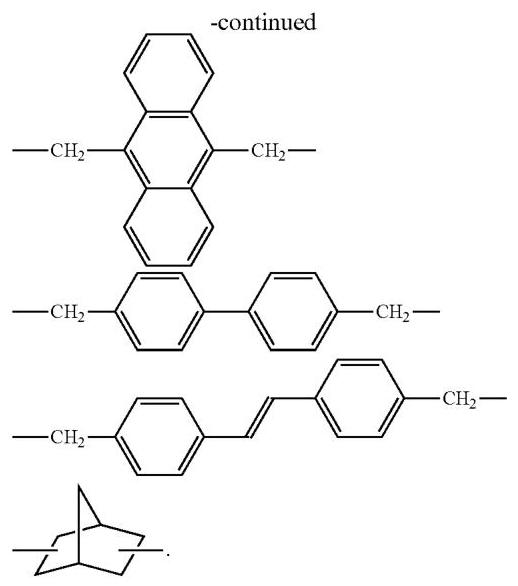 -continued
CH₂ CH₂
CH₂ CH₂
CH₂
CH₂
.